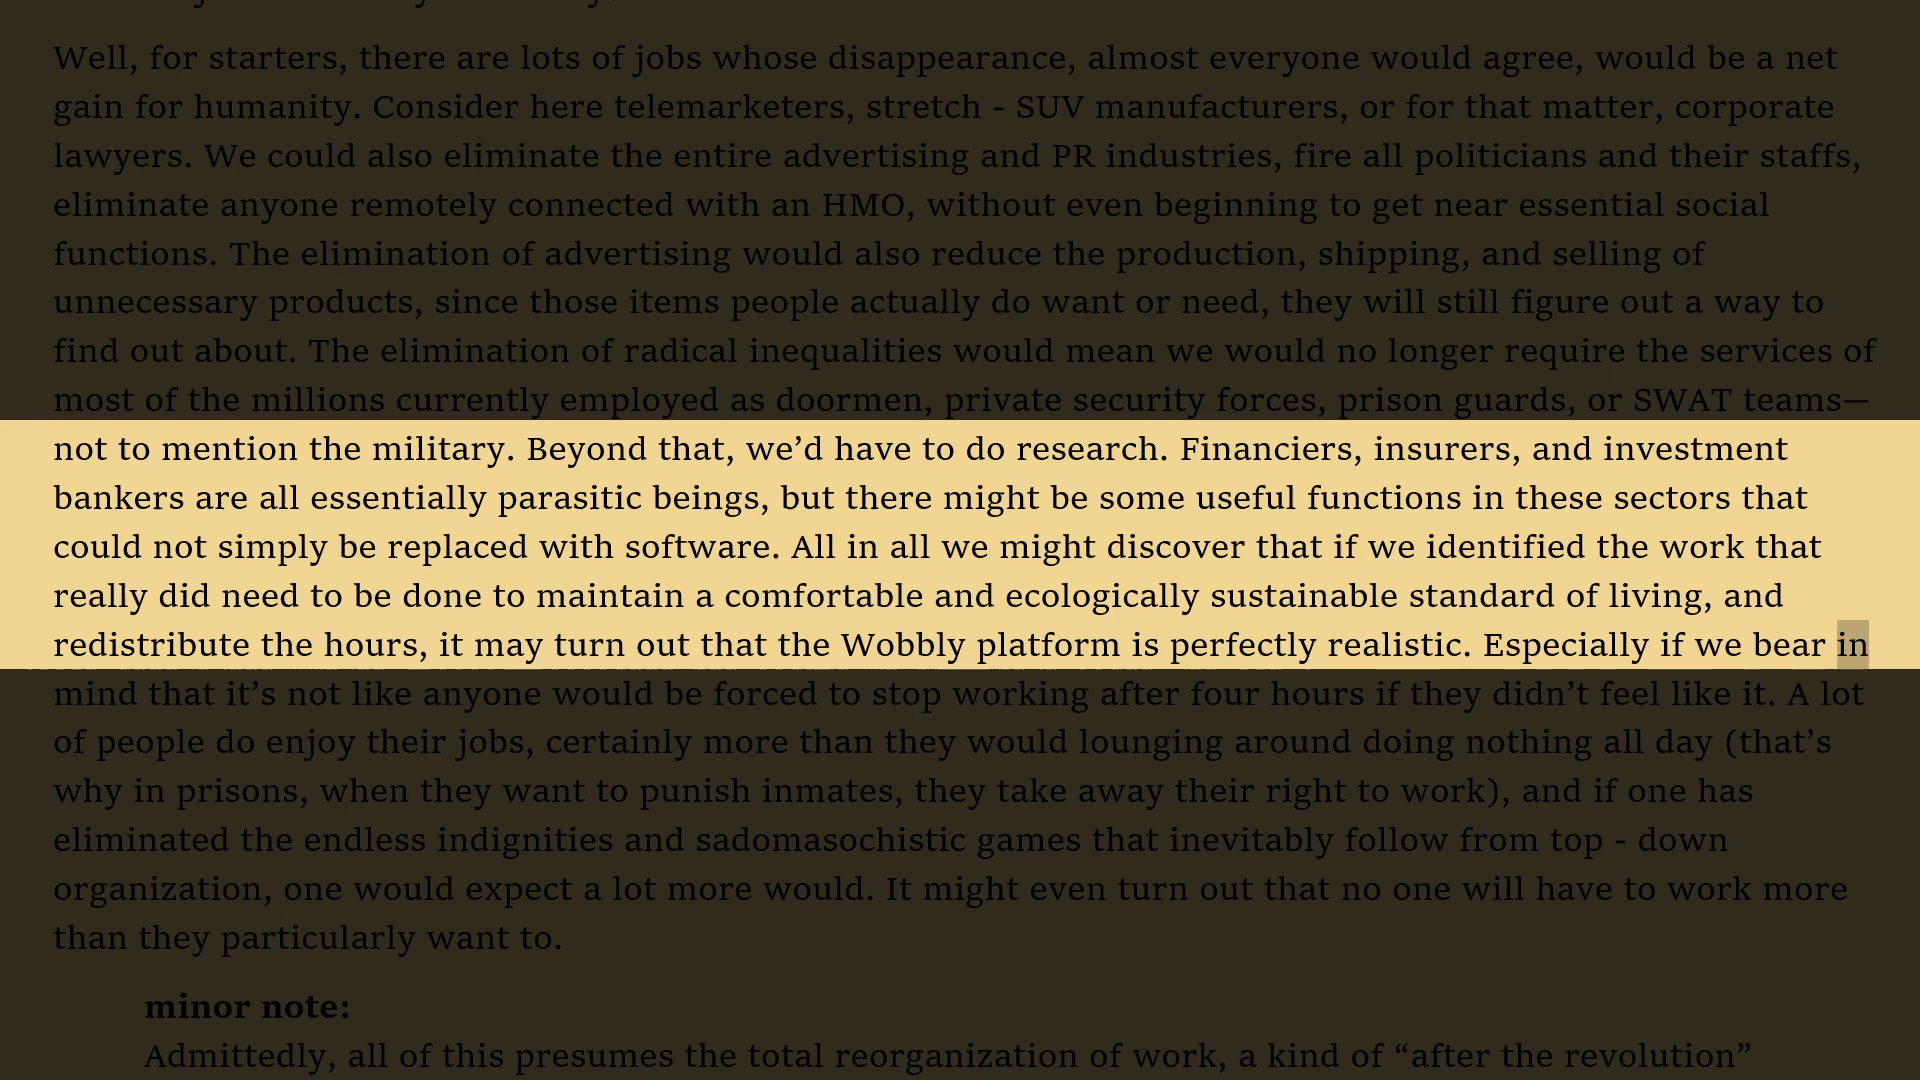 Well, for starters, there are lots of jobs whose disappearance, almost everyone would agree, would be a net
gain for humanity. Consider here telemarketers, stretch - SUV manufacturers, or for that matter, corporate
lawyers. We could also eliminate the entire advertising and PR industries, fire all politicians and their staffs,
eliminate anyone remotely connected with an HMO, without even beginning to get near essential social
functions. The elimination of advertising would also reduce the production, shipping, and selling of
unnecessary products, since those items people actually do want or need, they will still figure out a way to
find out about. The elimination of radical inequalities would mean we would no longer require the services of
most of the millions currently employed as doormen, private security forces, prison guards, or SWAT teams—
not to mention the military. Beyond that, we’d have to do research. Financiers, insurers, and investment
bankers are all essentially parasitic beings, but there might be some useful functions in these sectors that
could not simply be replaced with software. All in all we might discover that if we identified the work that
really did need to be done to maintain a comfortable and ecologically sustainable standard of living, and
redistribute the hours, it may turn out that the Wobbly platform is perfectly realistic. Especially if we bear in
mind that it’s not like anyone would be forced to stop working after four hours if they didn’t feel like it. A lot
of people do enjoy their jobs, certainly more than they would lounging around doing nothing all day (that’s
why in prisons, when they want to punish inmates, they take away their right to work), and if one has
eliminated the endless indignities and sadomasochistic games that inevitably follow from top - down
organization, one would expect a lot more would. It might even turn out that no one will have to work more
than they particularly want to.
minor note:
Admittedly, all of this presumes the total reorganization of work, a kind of “after the revolution”